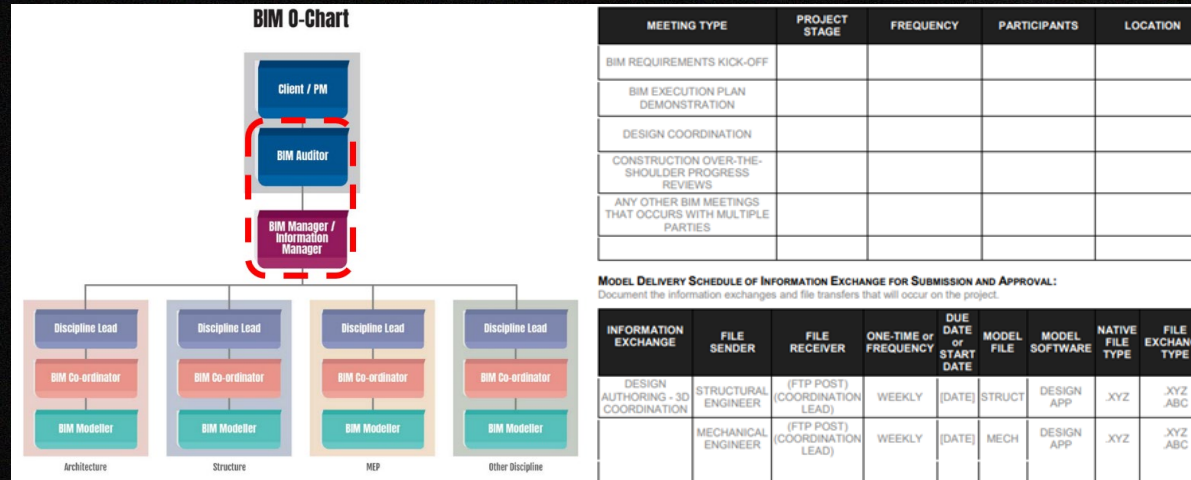 BIM O-Chart
Client / PM
BIM Auditor
BIM Manager /
Information
Manager
Discipline Lead
BIM Co-ordinator
BIM Modeller
Architecture
Discipline Lead
BIM Co-ordinator
BIM Modeller
Structure
Discipline Lead
BIM Co-ordinator
BIM Modeller
MEP
Discipline Lead
BIM Co-ordinator
BIM Modeller
Other Discipline
MEETING TYPE
PROJECT
STAGE
FREQUENCY
PARTICIPANTS
LOCATION
BIM REQUIREMENTS KICK-OFF
BIM EXECUTION PLAN
DEMONSTRATION
DESIGN COORDINATION
CONSTRUCTION OVER-THE-
SHOULDER PROGRESS
REVIEWS
ANY OTHER BIM MEETINGS
THAT OCCURS WITH MULTIPLE
PARTIES
MODEL DELIVERY SCHEDULE OF INFORMATION EXCHANGE FOR SUBMISSION AND APPROVAL:
Document the information exchanges and file transfers that will occur on the project.
INFORMATION
EXCHANGE
FILE
SENDER
FILE
RECEIVER
ONE-TIME or
FREQUENCY
DUE
DATE
or
START
DATE
MODEL
FILE
MODEL
SOFTWARE
NATIVE
FILE
TYPE
FILE
EXCHAN
TYPE
DESIGN
AUTHORING - 3D
COORDINATION
STRUCTURAL
ENGINEER
(FTP POST)
(COORDINATION
LEAD)
WEEKLY
[DATE]
STRUCT
DESIGN
APP
.XYZ
.XYZ
.ABC
MECHANICAL
ENGINEER
(FTP POST)
(COORDINATION
LEAD)
WEEKLY
[DATE]
MECH
DESIGN
APP
.XYZ
.XYZ
.ABC